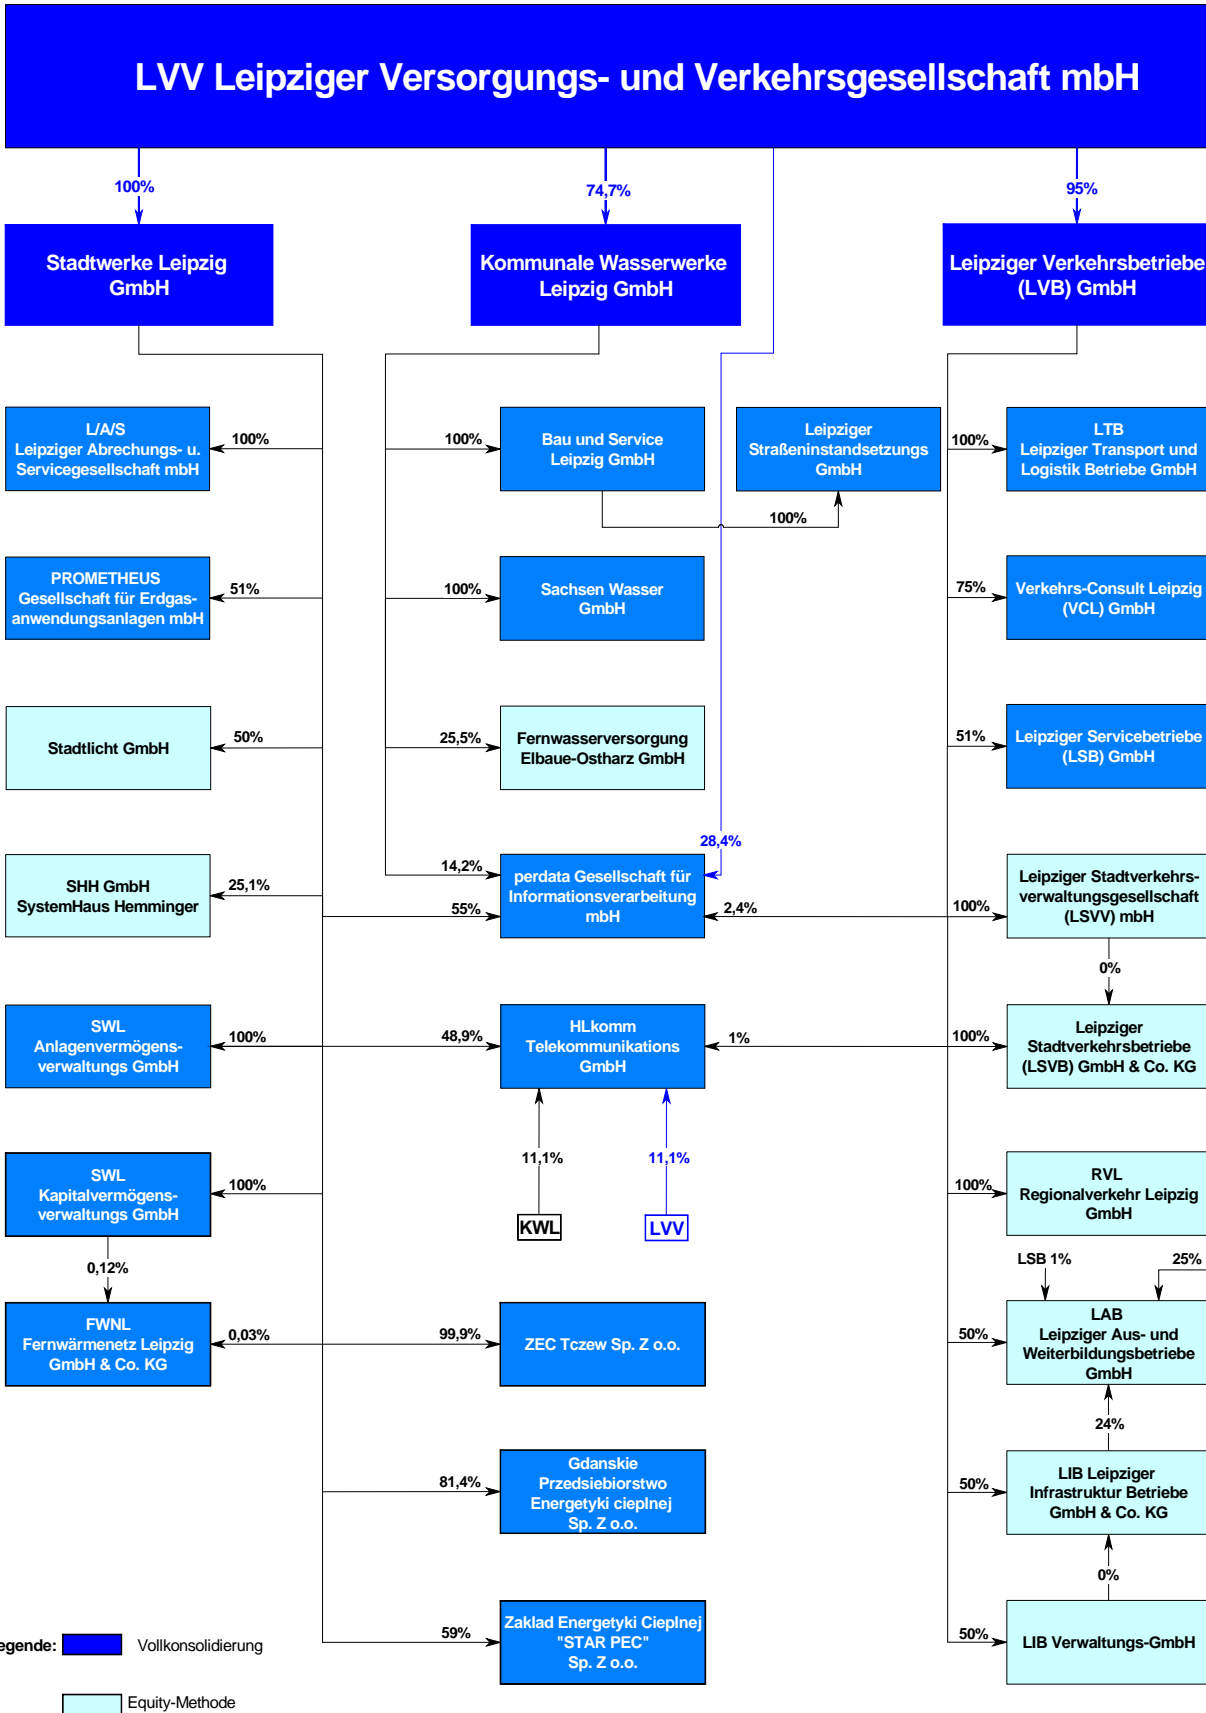 LVV Leipziger Versorgungs- und Verkehrsgesellschaft mbH
100%
74,7%
95%
Stadtwerke Leipzig
GmbH
Kommunale Wasserwerke
Leipzig GmbH
Leipziger Verkehrsbetriebe
(LVB) GmbH
L/A/S
Leipziger Abrechungs- u.
Servicegesellschaft mbH
100%
100%
Bau und Service
Leipzig GmbH
Leipziger
Straßeninstandsetzungs
GmbH
100%
100%
LTB
Leipziger Transport und
Logistik Betriebe GmbH
PROMETHEUS
Gesellschaft für Erdgas-
anwendungsanlagen mbH
51%
100%
Sachsen Wasser
GmbH
75%
Verkehrs-Consult Leipzig
(VCL) GmbH
Stadtlicht GmbH
50%
25,5%
Fernwasserversorgung
Elbaue-Ostharz GmbH
51%
Leipziger Servicebetriebe
(LSB) GmbH
28,4%
SHH GmbH
SystemHaus Hemminger
25,1%
14,2%
55%
perdata Gesellschaft für
Informationsverarbeitung
mbH
2,4%
100%
Leipziger Stadtverkehrs-
verwaltungsgesellschaft
(LSVV) mbH
0%
SWL
Anlagenvermögens-
verwaltungs GmbH
100%
48,9%
HLkomm
Telekommunikations
GmbH
1%
100%
Leipziger
Stadtverkehrsbetriebe
(LSVB) GmbH & Co. KG
11,1%
11,1%
KWL
LVV
SWL
Kapitalvermögens-
verwaltungs GmbH
100%
100%
RVL
Regionalverkehr Leipzig
GmbH
0,12%
LSB 1%
25%
FWNL
Fernwärmenetz Leipzig
GmbH & Co. KG
0,03%
99,9%
ZEC Tczew Sp. Z o.o.
50%
LAB
Leipziger Aus- und
Weiterbildungsbetriebe
GmbH
24%
81,4%
Gdanskie
Przedsiebiorstwo
Energetyki cieplnej
Sp. Z o.o.
50%
LIB Leipziger
Infrastruktur Betriebe
GmbH & Co. KG
0%
59%
Zaklad Energetyki Cieplnej
"STAR PEC"
Sp. Z o.o.
50%
LIB Verwaltungs-GmbH
egende:
Vollkonsolidierung
Equity-Methode